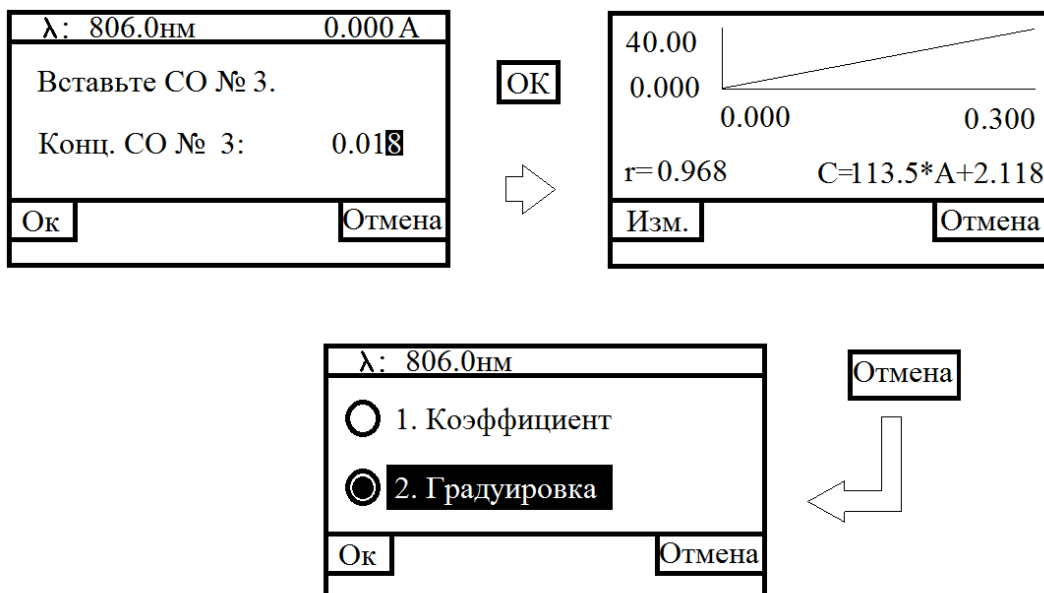 λ: 806.0нм 0.000 A
Вставьте СО № 3.
Конц. СО № 3: 0.018
Ок Отмена
ОК
40.00
0.000
0.000 0.300
r=0.968 C=113.5*A+2.118
Изм. Отмена
λ: 806.0нм
1. Коэффициент
2. Градуировка
Ок Отмена
Отмена